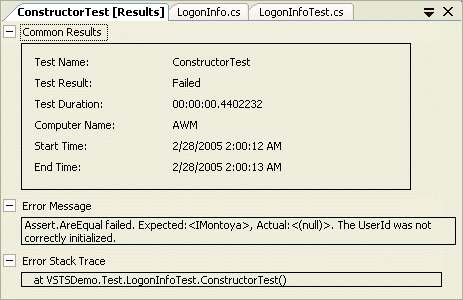 ConstructorTest [Results] LogonInfo.cs LogonInfoTest.cs
Common Results
Test Name: ConstructorTest
Test Result: Failed
Test Duration: 00:00:00.4402232
Computer Name: AWM
Start Time: 2/28/2005 2:00:12 AM
End Time: 2/28/2005 2:00:13 AM
Error Message
Assert.AreEqual failed. Expected:<IMontoya>, Actual:<(null)>. The UserId was not
correctly initialized.
Error Stack Trace
at VSTSDemo.Test.LogonInfoTest.ConstructorTest()